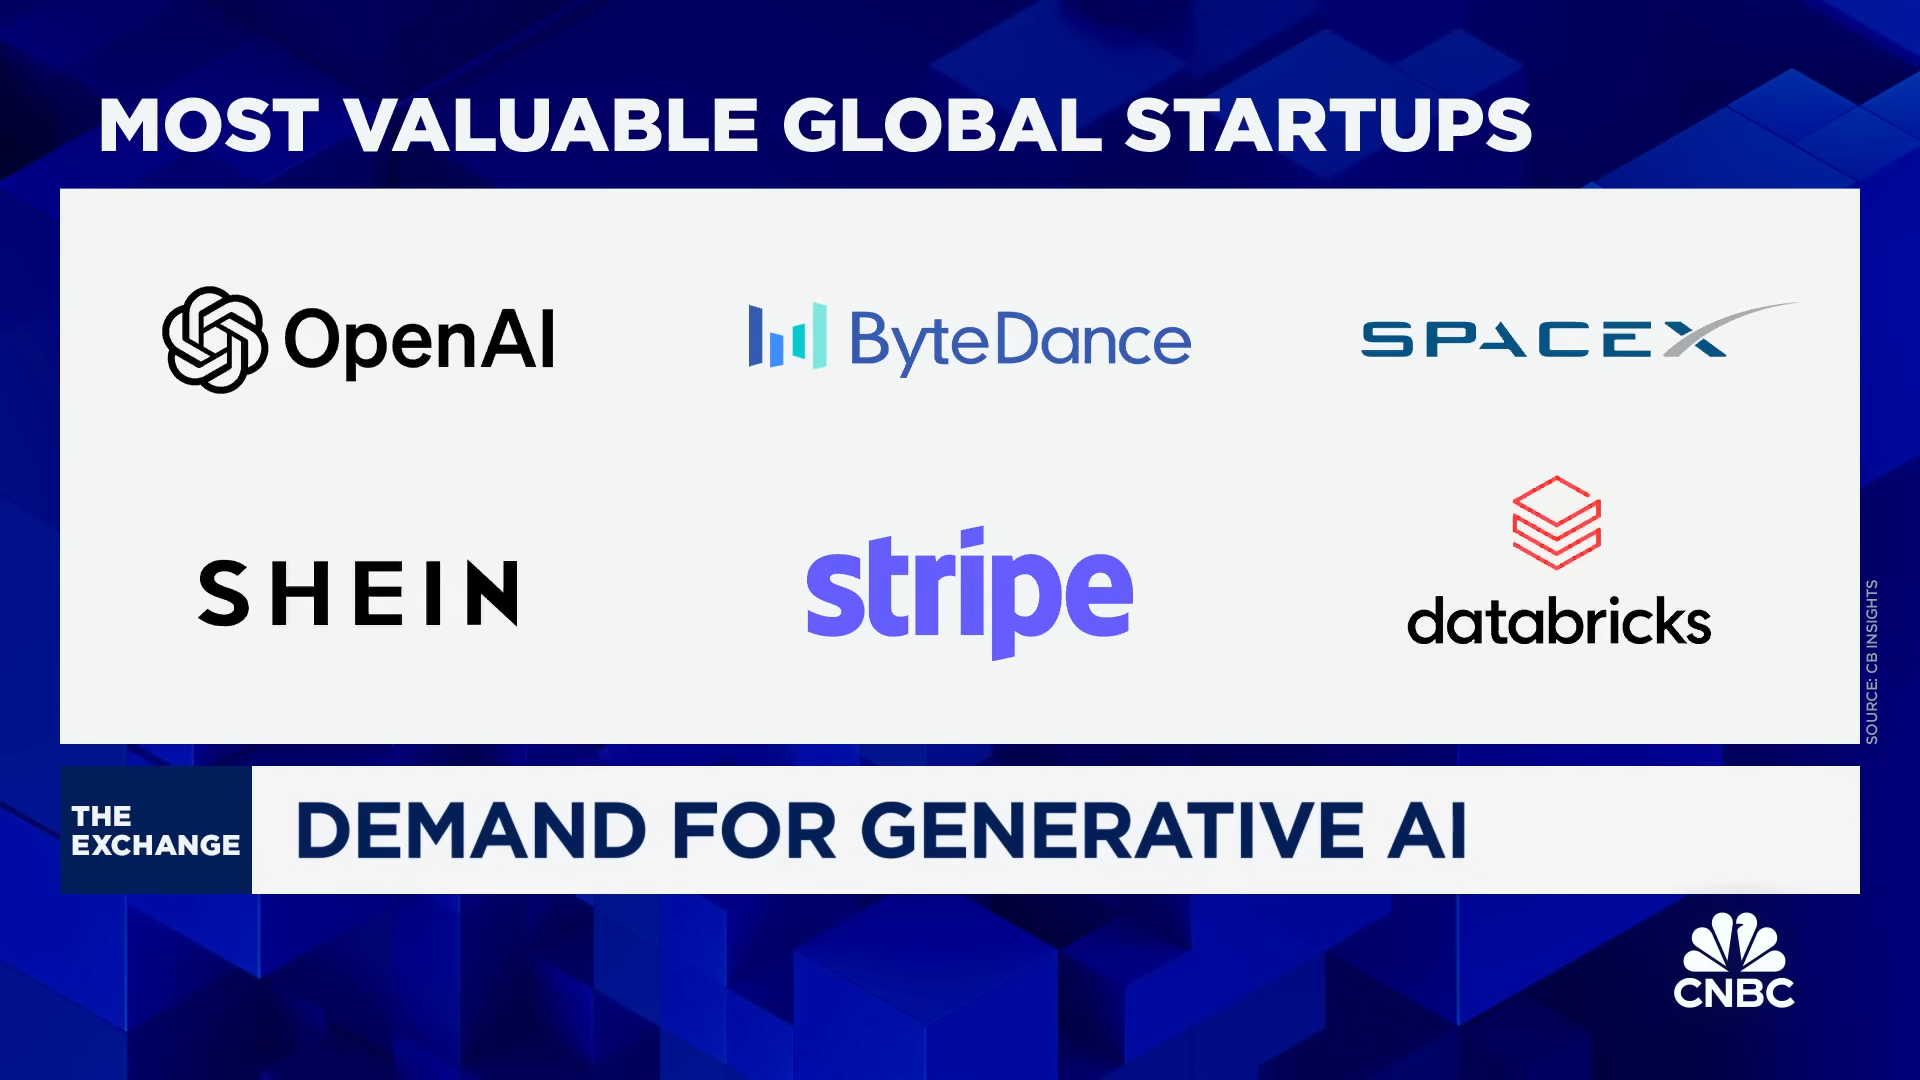 MOST VALUABLE GLOBAL STARTUPS
OpenAI
ByteDance
SPACEX
SHEIN
stripe
databricks
SOURCE: CB INSIGHTS
THE
EXCHANGE
DEMAND FOR GENERATIVE AI
CNBC